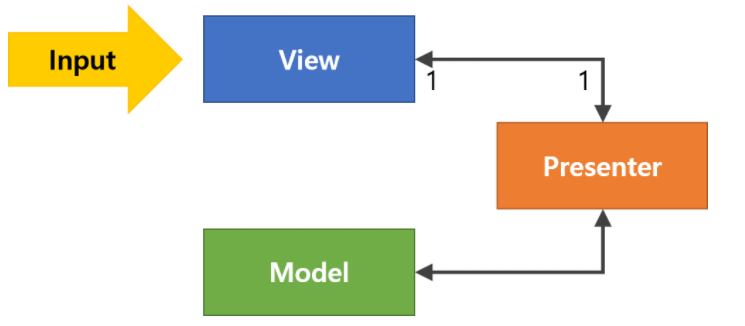 Input
View
1
1
Presenter
Model